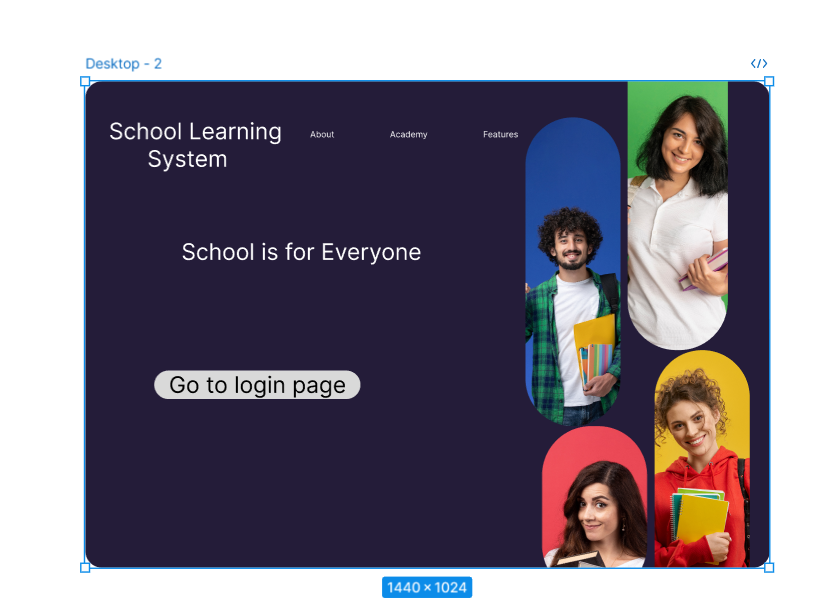 Desktop - 2
</>
School Learning
System
About
Academy
Features
School is for Everyone
Go to login page
1440 × 1024